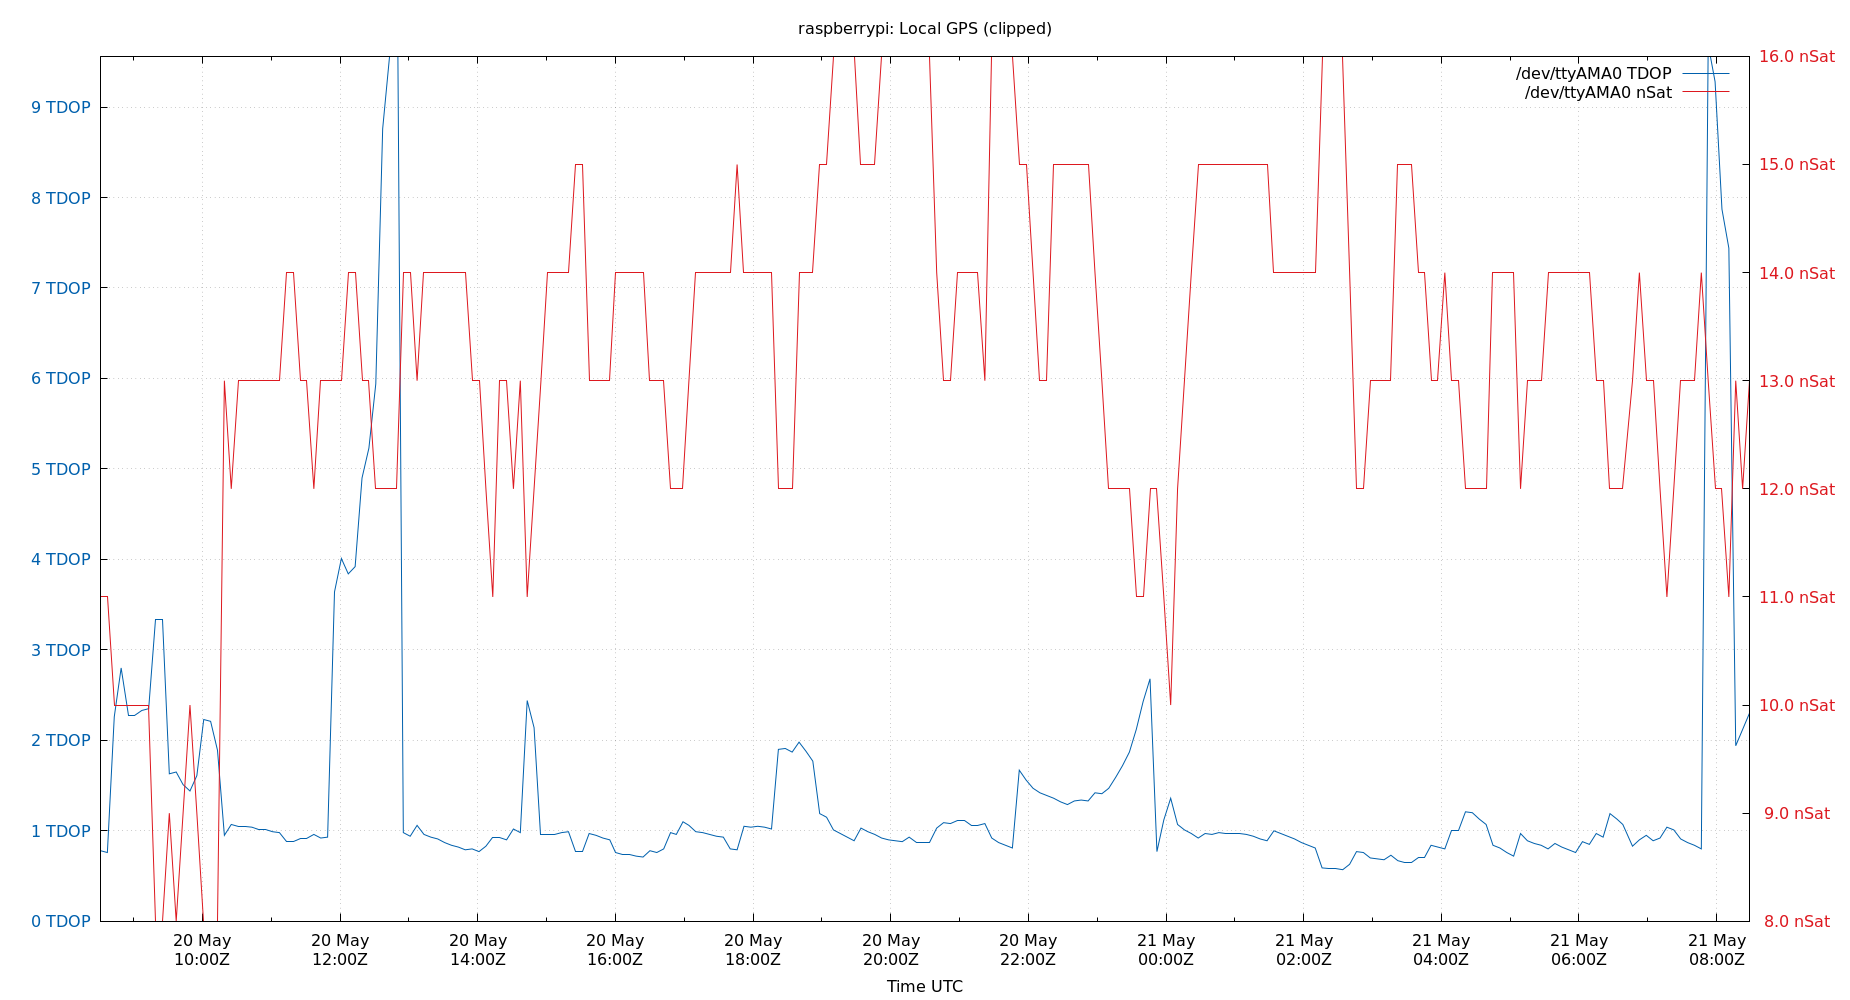 raspberrypi: Local GPS (clipped)
/dev/ttyAMA0 TDOP
/dev/ttyAMA0 nSat
9 TDOP
8 TDOP
7 TDOP
6 TDOP
5 TDOP
4 TDOP
3 TDOP
2 TDOP
1 TDOP
0 TDOP
16.0 nSat
15.0 nSat
14.0 nSat
13.0 nSat
12.0 nSat
11.0 nSat
10.0 nSat
9.0 nSat
8.0 nSat
20 May
10:00Z
20 May
12:00Z
20 May
14:00Z
20 May
16:00Z
20 May
18:00Z
20 May
20:00Z
20 May
22:00Z
21 May
00:00Z
21 May
02:00Z
21 May
04:00Z
21 May
06:00Z
21 May
08:00Z
Time UTC